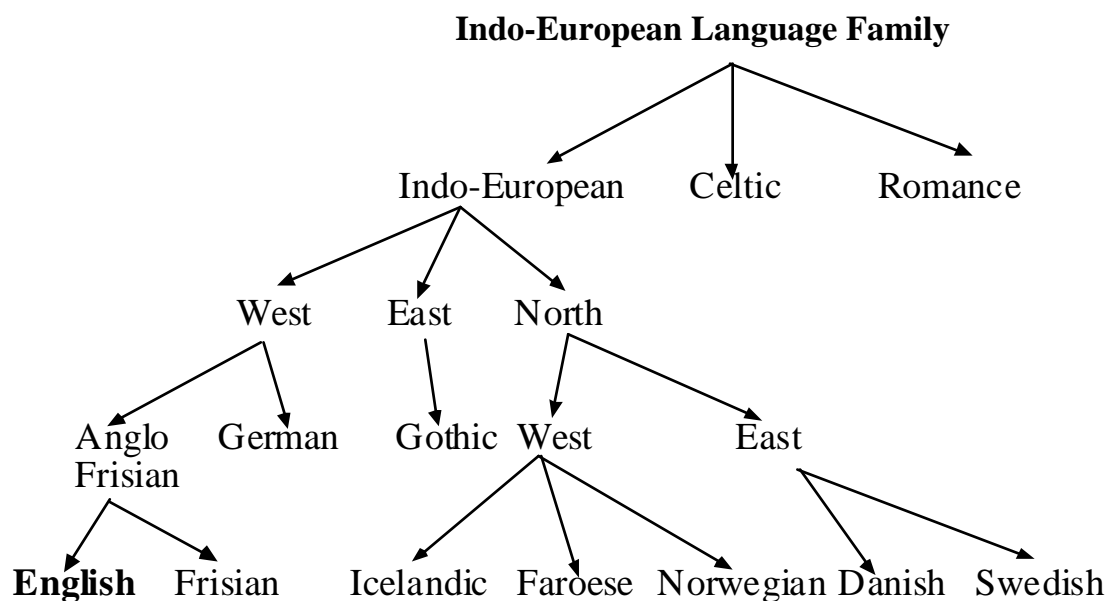 Indo-European Language Family
Indo-European Celtic Romance
West East North
Anglo German Gothic West East
Frisian
English Frisian Icelandic Faroese Norwegian Danish Swedish